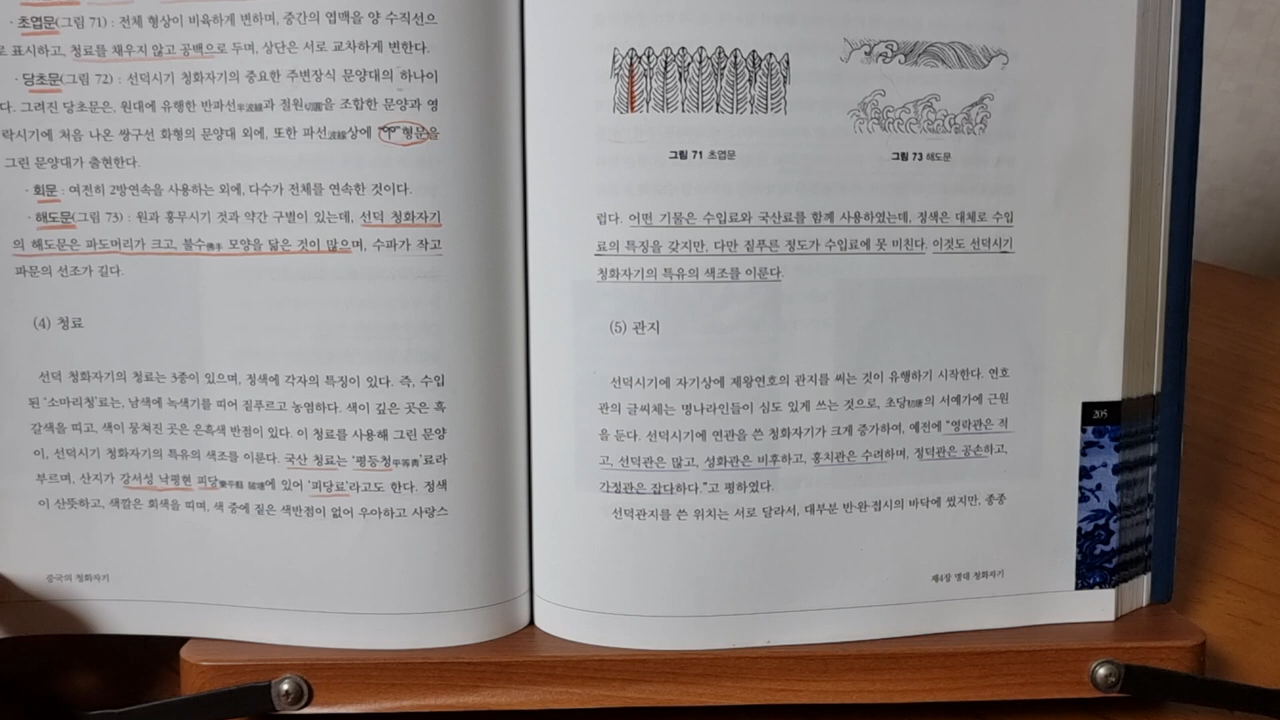 · 초엽문(그림 71) : 전체 형상이 비육하게 변하며, 중간의 엽맥을 양 수직선으
로 표시하고, 청료를 채우지 않고 공백으로 두며, 상단은 서로 교차하게 변한다.
· 당초문(그림 72) : 선덕시기 청화자기의 중요한 주변장식 문양대의 하나이
다. 그려진 당초문은, 원대에 유행한 반파선半波線과 절원切圓을 조합한 문양과 영
락시기에 처음 나온 쌍구선 화형의 문양대 외에, 또한 파선波線상에 형문을
그린 문양대가 출현한다.
· 회문 : 여전히 2방연속을 사용하는 외에, 다수가 전체를 연속한 것이다.
· 해도문(그림 73) : 원과 홍무시기 것과 약간 구별이 있는데, 선덕 청화자기
의 해도문은 파도머리가 크고, 불수佛手 모양을 닮은 것이 많으며, 수파가 작고
파문의 선조가 길다.
(4) 청료
선덕 청화자기의 청료는 3종이 있으며, 정색에 각자의 특징이 있다. 즉, 수입
된 '소마리청'료는, 남색에 녹색기를 띠어 짙푸르고 농염하다. 색이 깊은 곳은 흑
갈색을 띠고, 색이 뭉쳐진 곳은 은흑색 반점이 있다. 이 청료를 사용해 그린 문양
이, 선덕시기 청화자기의 특유의 색조를 이룬다. 국산 청료는 '평등청平等靑'료라
부르며, 산지가 강서성 낙평현 피당樂平縣 陂塘에 있어 '피당료'라고도 한다. 정색
이 산뜻하고, 색깔은 회색을 띠며, 색 중에 짙은 색반점이 없어 우아하고 사랑스
중국의 청화자기
그림 71 초엽문
그림 73 해도문
럽다. 어떤 기물은 수입료와 국산료를 함께 사용하였는데, 정색은 대체로 수입
료의 특징을 갖지만, 다만 짙푸른 정도가 수입료에 못 미친다. 이것도 선덕시기
청화자기의 특유의 색조를 이룬다.
(5) 관지
선덕시기에 자기상에 제왕연호의 관지를 써는 것이 유행하기 시작한다. 연호
관의 글씨체는 명나라인들이 심도 있게 쓰는 것으로, 초당初唐의 서예가에 근원
을 둔다. 선덕시기에 연관을 쓴 청화자기가 크게 증가하여, 예전에 "영락관은 적
고, 선덕관은 많고, 성화관은 비후하고, 홍치관은 수려하며, 정덕관은 공손하고,
가정관은 잡다하다."고 평하였다.
선덕관지를 쓴 위치는 서로 달라서, 대부분 반·완·접시의 바닥에 썼지만, 종종
205
제4장 명대 청화자기